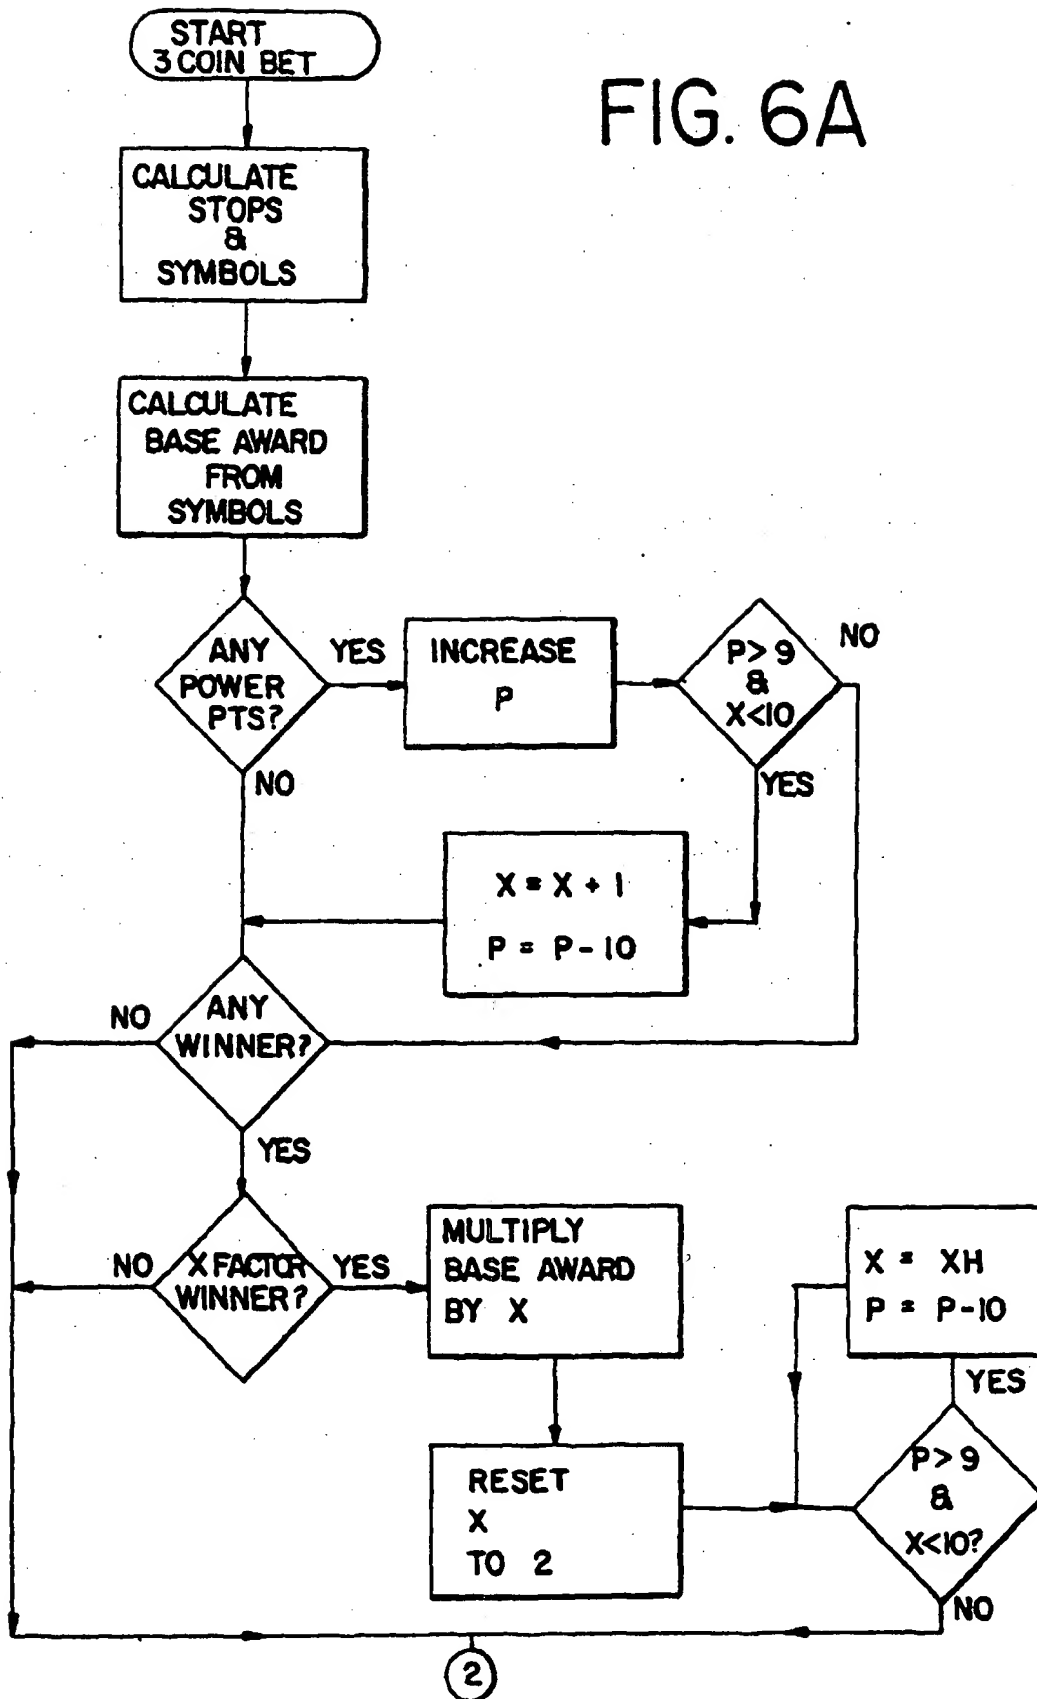 START
3 COIN BET
FIG. 6A
CALCULATE
STOPS
&
SYMBOLS
CALCULATE
BASE AWARD
FROM
SYMBOLS
ANY
POWER
PTS?
YES
INCREASE
P
P>9
&
X<10
NO
NO
YES
X = X + 1
P = P-10
ANY
WINNER?
NO
YES
X FACTOR
WINNER?
NO
YES
MULTIPLY
BASE AWARD
BY X
X = XH
P = P-10
YES
RESET
X
TO 2
P>9
&
X<10?
NO
2